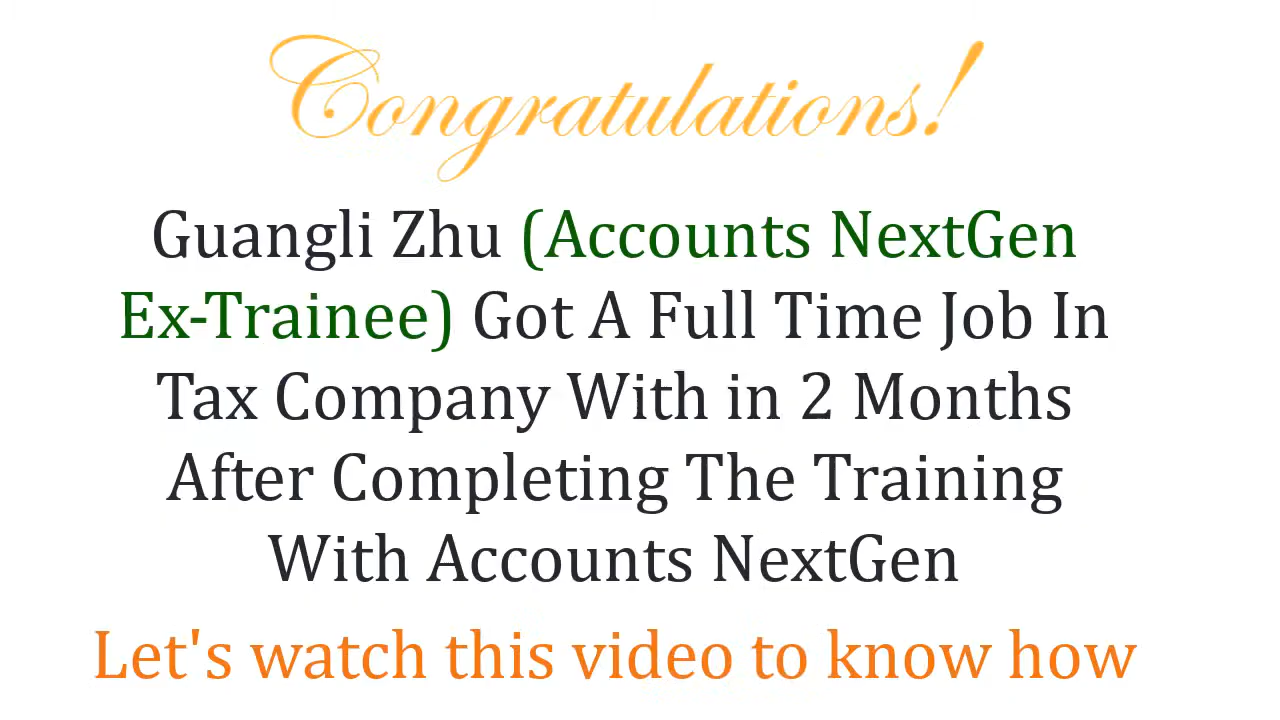 Congratulations!
Guangli Zhu (Accounts NextGen
Ex-Trainee) Got A Full Time Job In
Tax Company With in 2 Months
After Completing The Training
With Accounts NextGen
Let's watch this video to know how